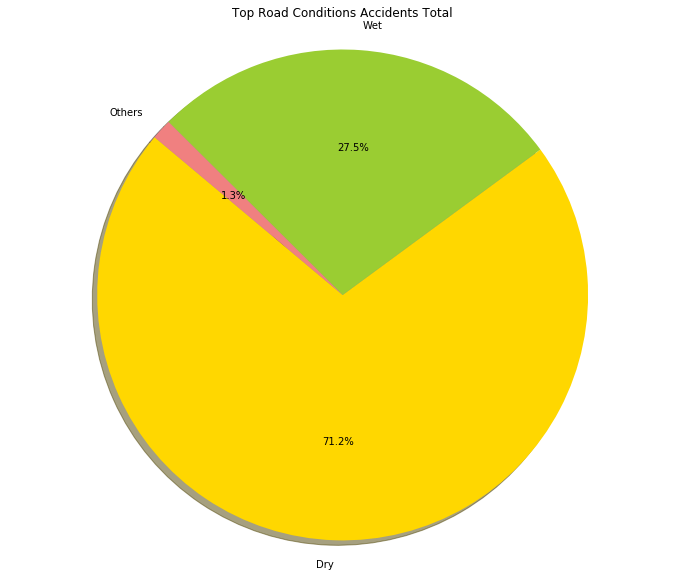 Top Road Conditions Accidents Total
Wet
Others
27.5%
1.3%
71.2%
Dry